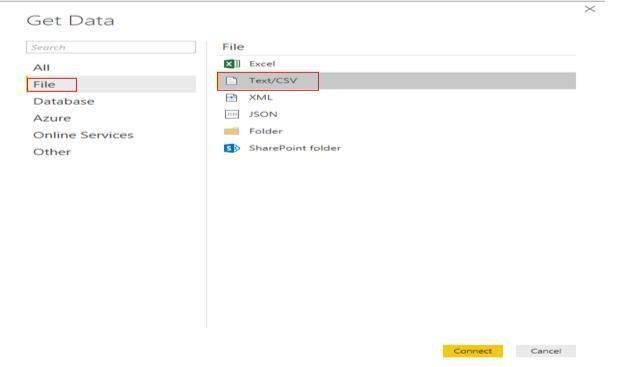 Get Data
Search
All
File
Database
Azure
Online Services
Other
File
Excel
Text/CSV
XML
JSON
Folder
SharePoint folder
Connect
Cancel